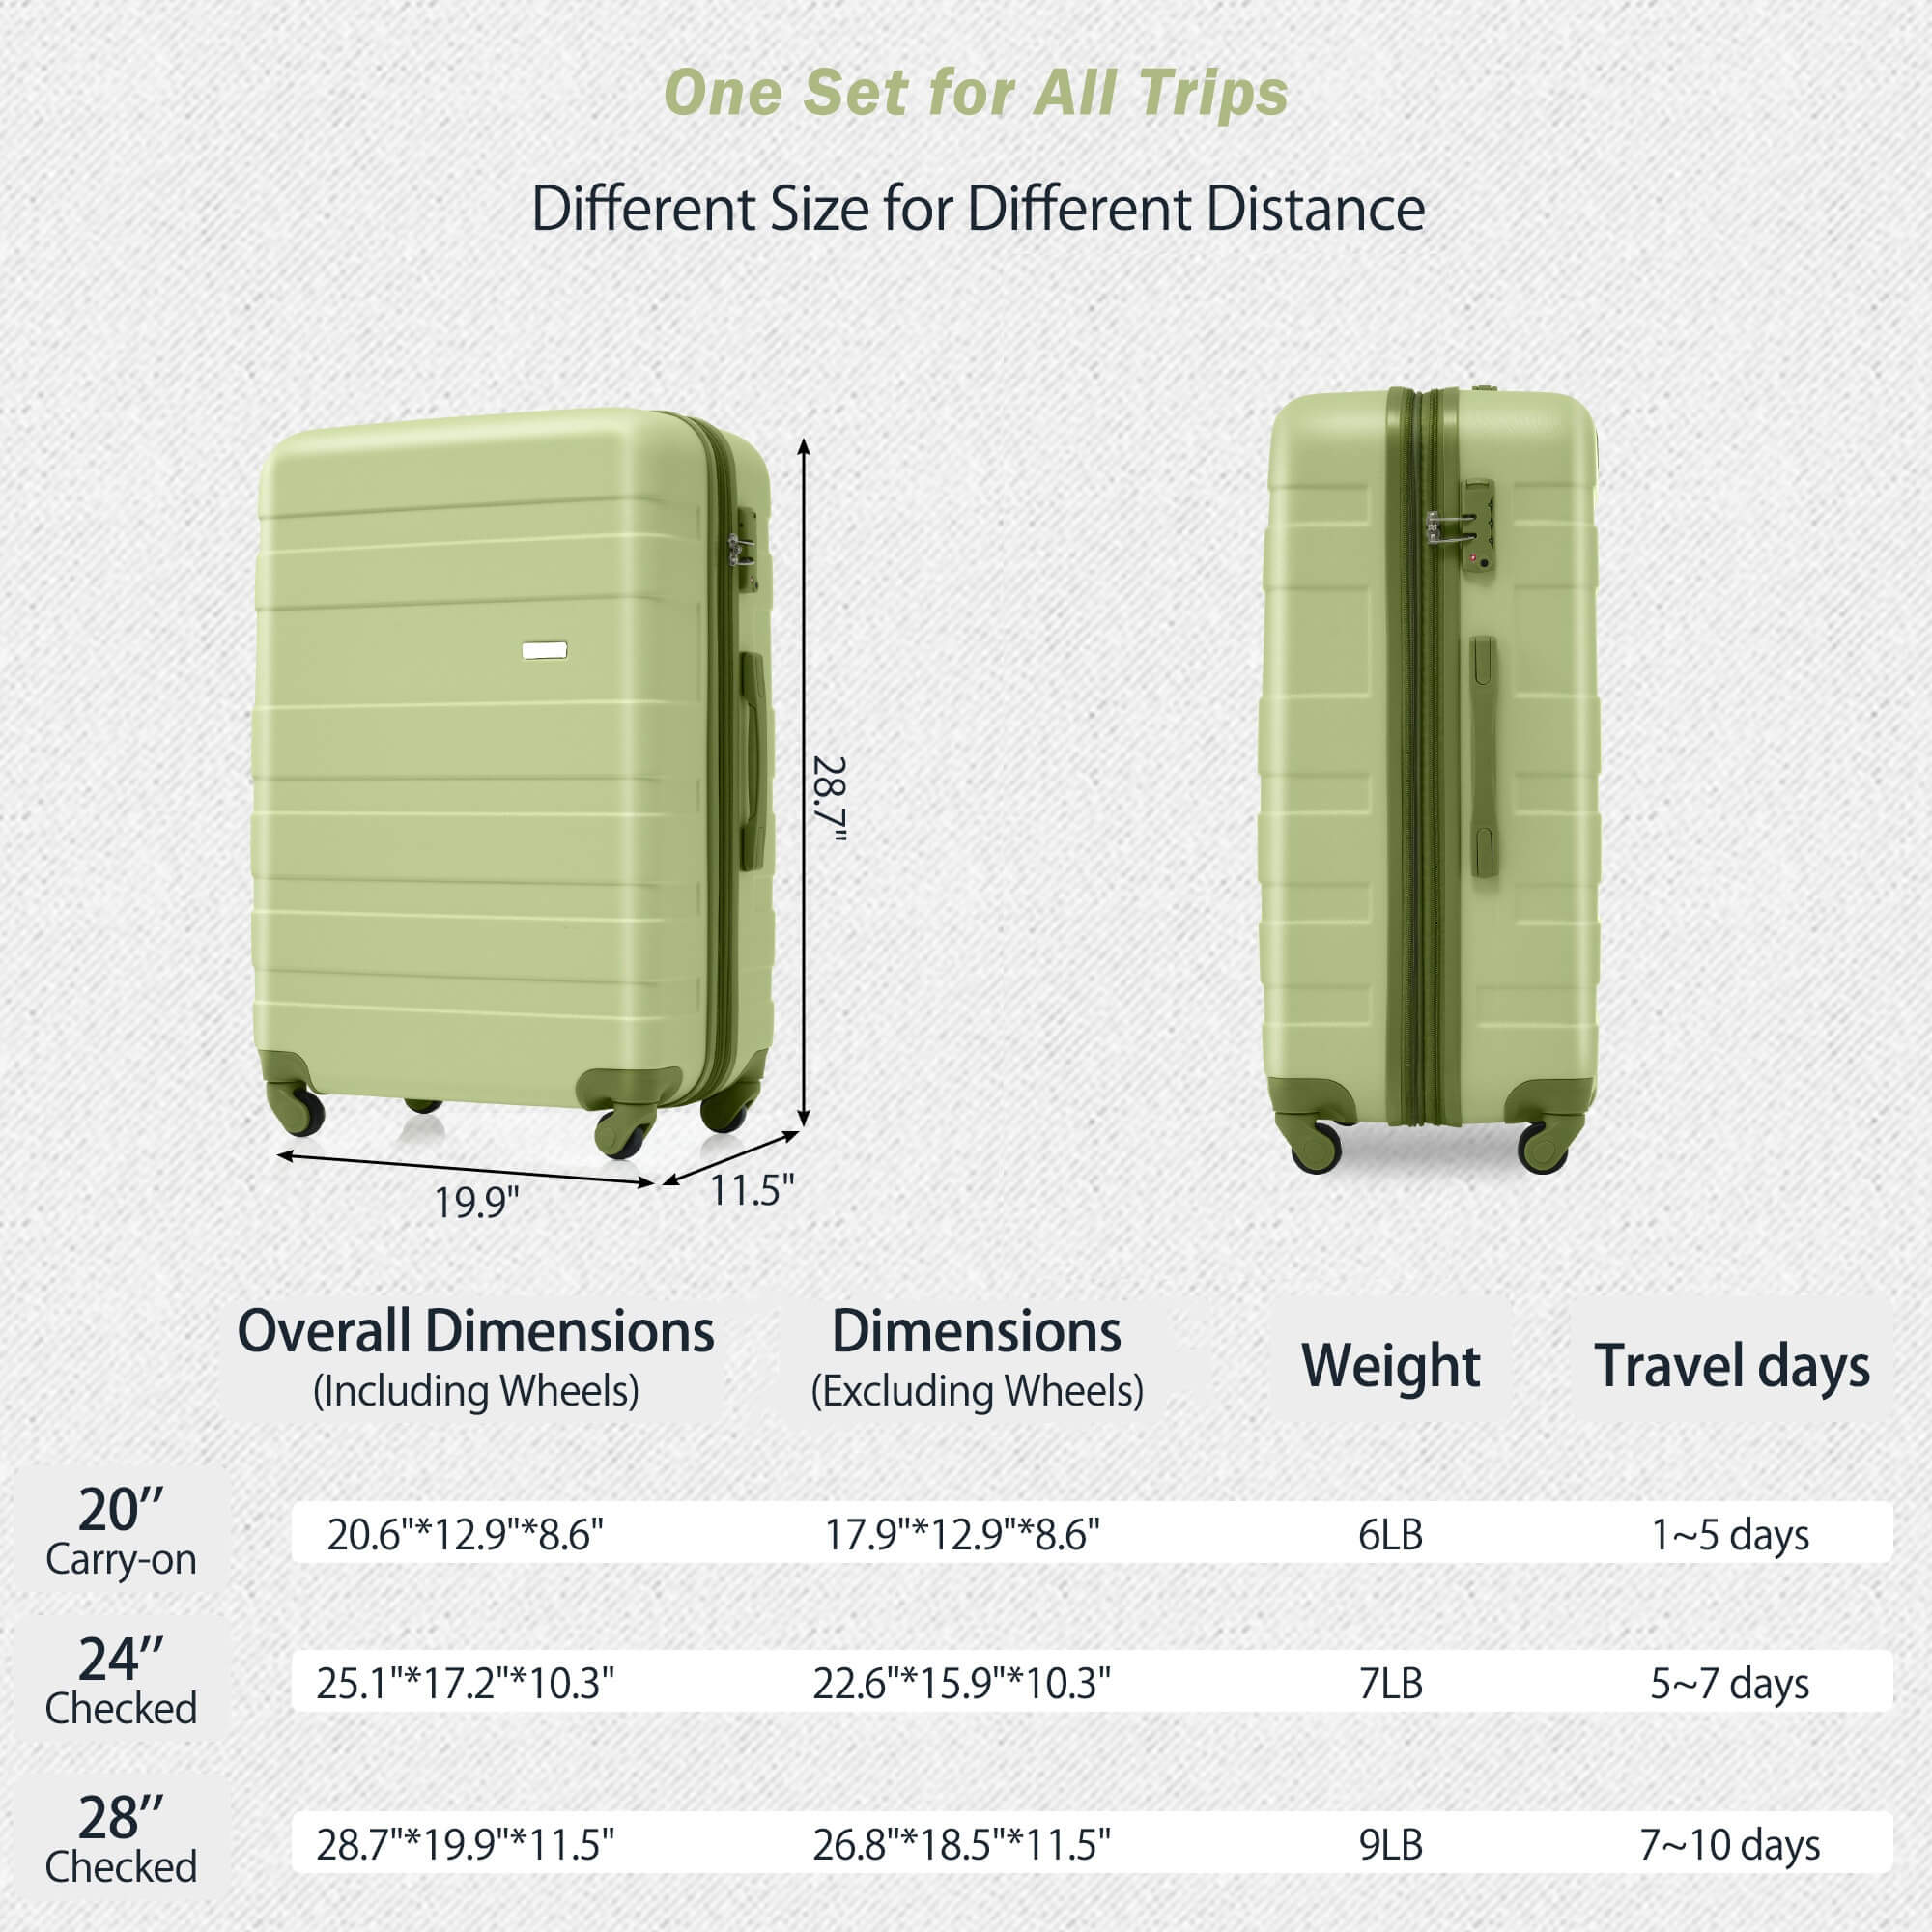 One Set for All Trips
Different Size for Different Distance
28.7"
19.9"
11.5"
Overall Dimensions
(Including Wheels)
Dimensions
(Excluding Wheels)
Weight
Travel days
20’’
Carry-on
20.6"*12.9"*8.6"
17.9"*12.9"*8.6"
6LB
1~5 days
24’’
Checked
25.1"*17.2"*10.3"
22.6"*15.9"*10.3"
7LB
5~7 days
28’’
Checked
28.7"*19.9"*11.5"
26.8"*18.5"*11.5"
9LB
7~10 days